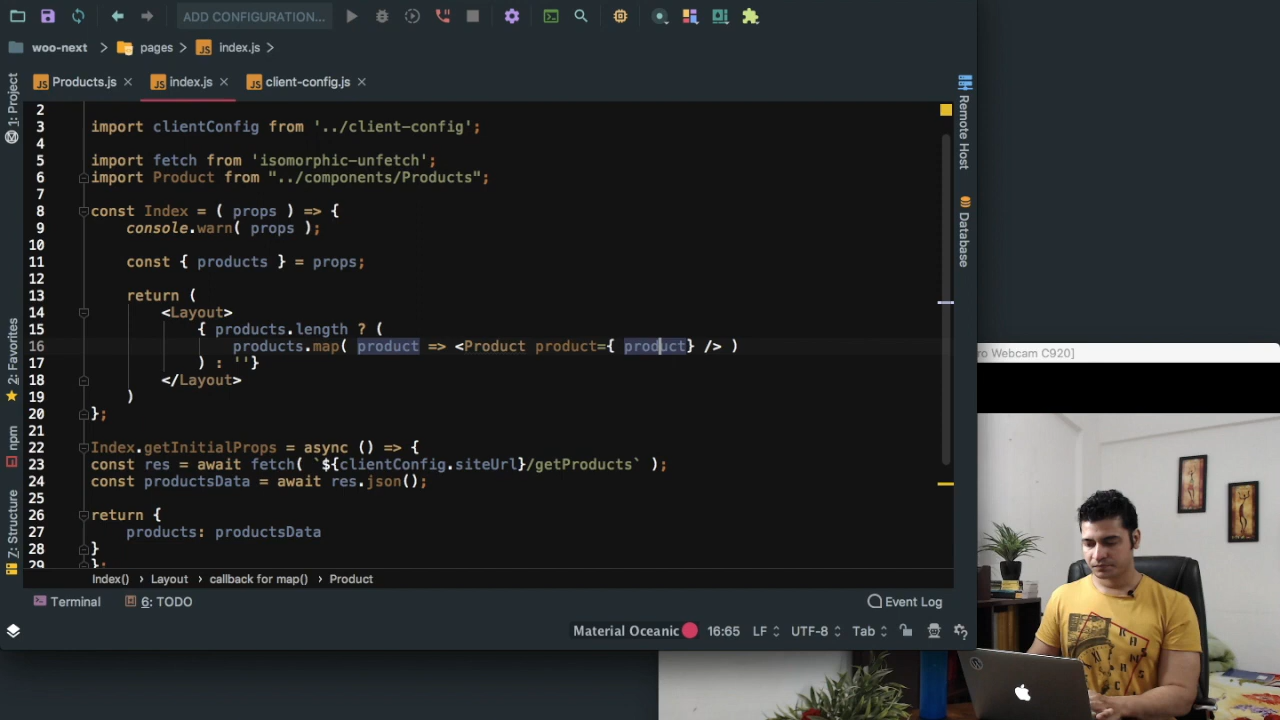 ADD CONFIGURATION...
woo-next
pages
index.js
Products.js
index.js
client-config.js
1: Project
2: Favorites
npm
7: Structure
2
3 import clientConfig from '../client-config';
4
5 import fetch from 'isomorphic-unfetch';
6 import Product from "../components/Products";
7
8 const Index = ( props ) => {
9 console.warn( props );
10
11 const { products } = props;
12
13 return (
14 <Layout>
15 { products.length ? (
16 products.map( product => <Product product={ product} /> )
17 ) : ''}
18 </Layout>
19 )
20 };
21
22 Index.getInitialProps = async () => {
23 const res = await fetch( `${clientConfig.siteUrl}/getProducts` );
24 const productsData = await res.json();
25
26 return {
27 products: productsData
28 }
29 };
Remote Host
Database
Index() Layout callback for map() Product
Terminal 6: TODO Event Log
Material Oceanic 16:65 LF UTF-8 Tab
ro Webcam C920]